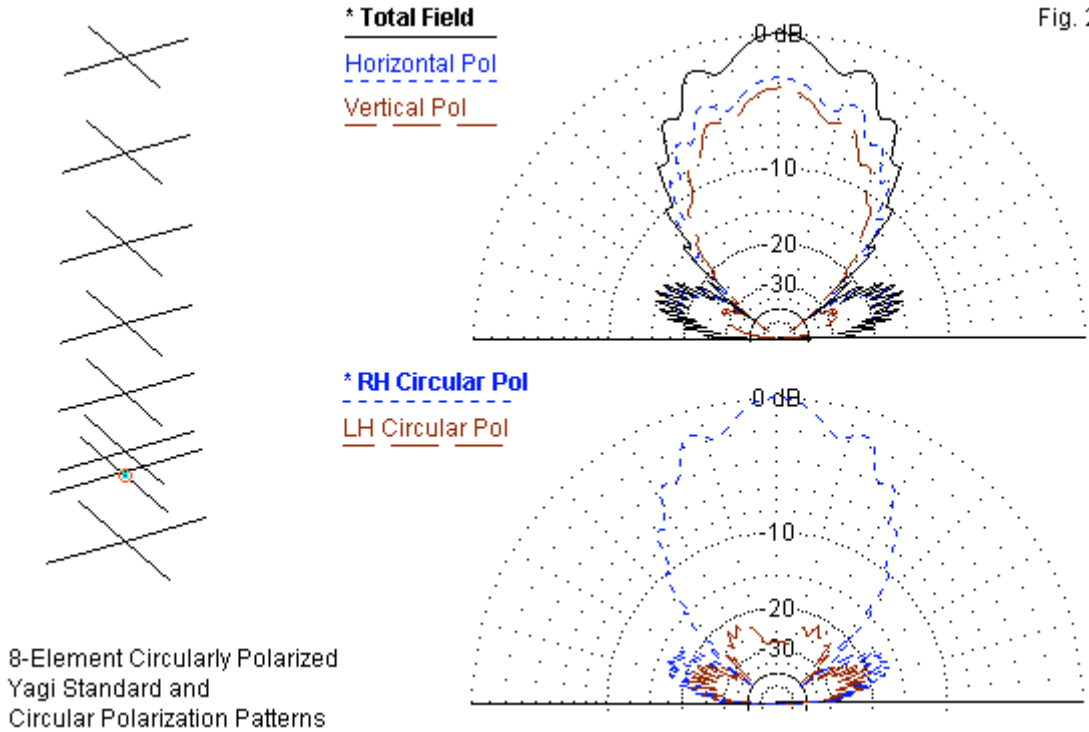 * Total Field
Horizontal Pol
Vertical Pol
0 dB
-10
-20
-30
Fig.
* RH Circular Pol
LH Circular Pol
0 dB
-10
-20
-30
8-Element Circularly Polarized
Yagi Standard and
Circular Polarization Patterns